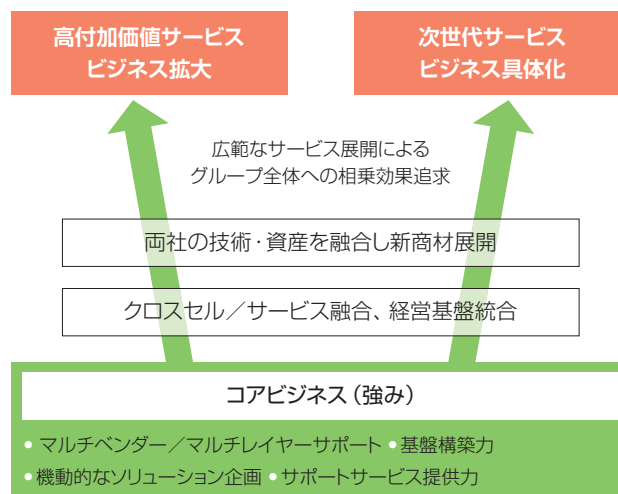 高付加価値サービス
ビジネス拡大
次世代サービス
ビジネス具体化
広範なサービス展開による
グループ全体への相乗効果追求
両社の技術・資産を融合し新商材展開
クロスセル／サービス融合、経営基盤統合
コアビジネス（強み）
●マルチベンダー／マルチレイヤーサポート ●基盤構築力
●機動的なソリューション企画 ●サポートサービス提供力